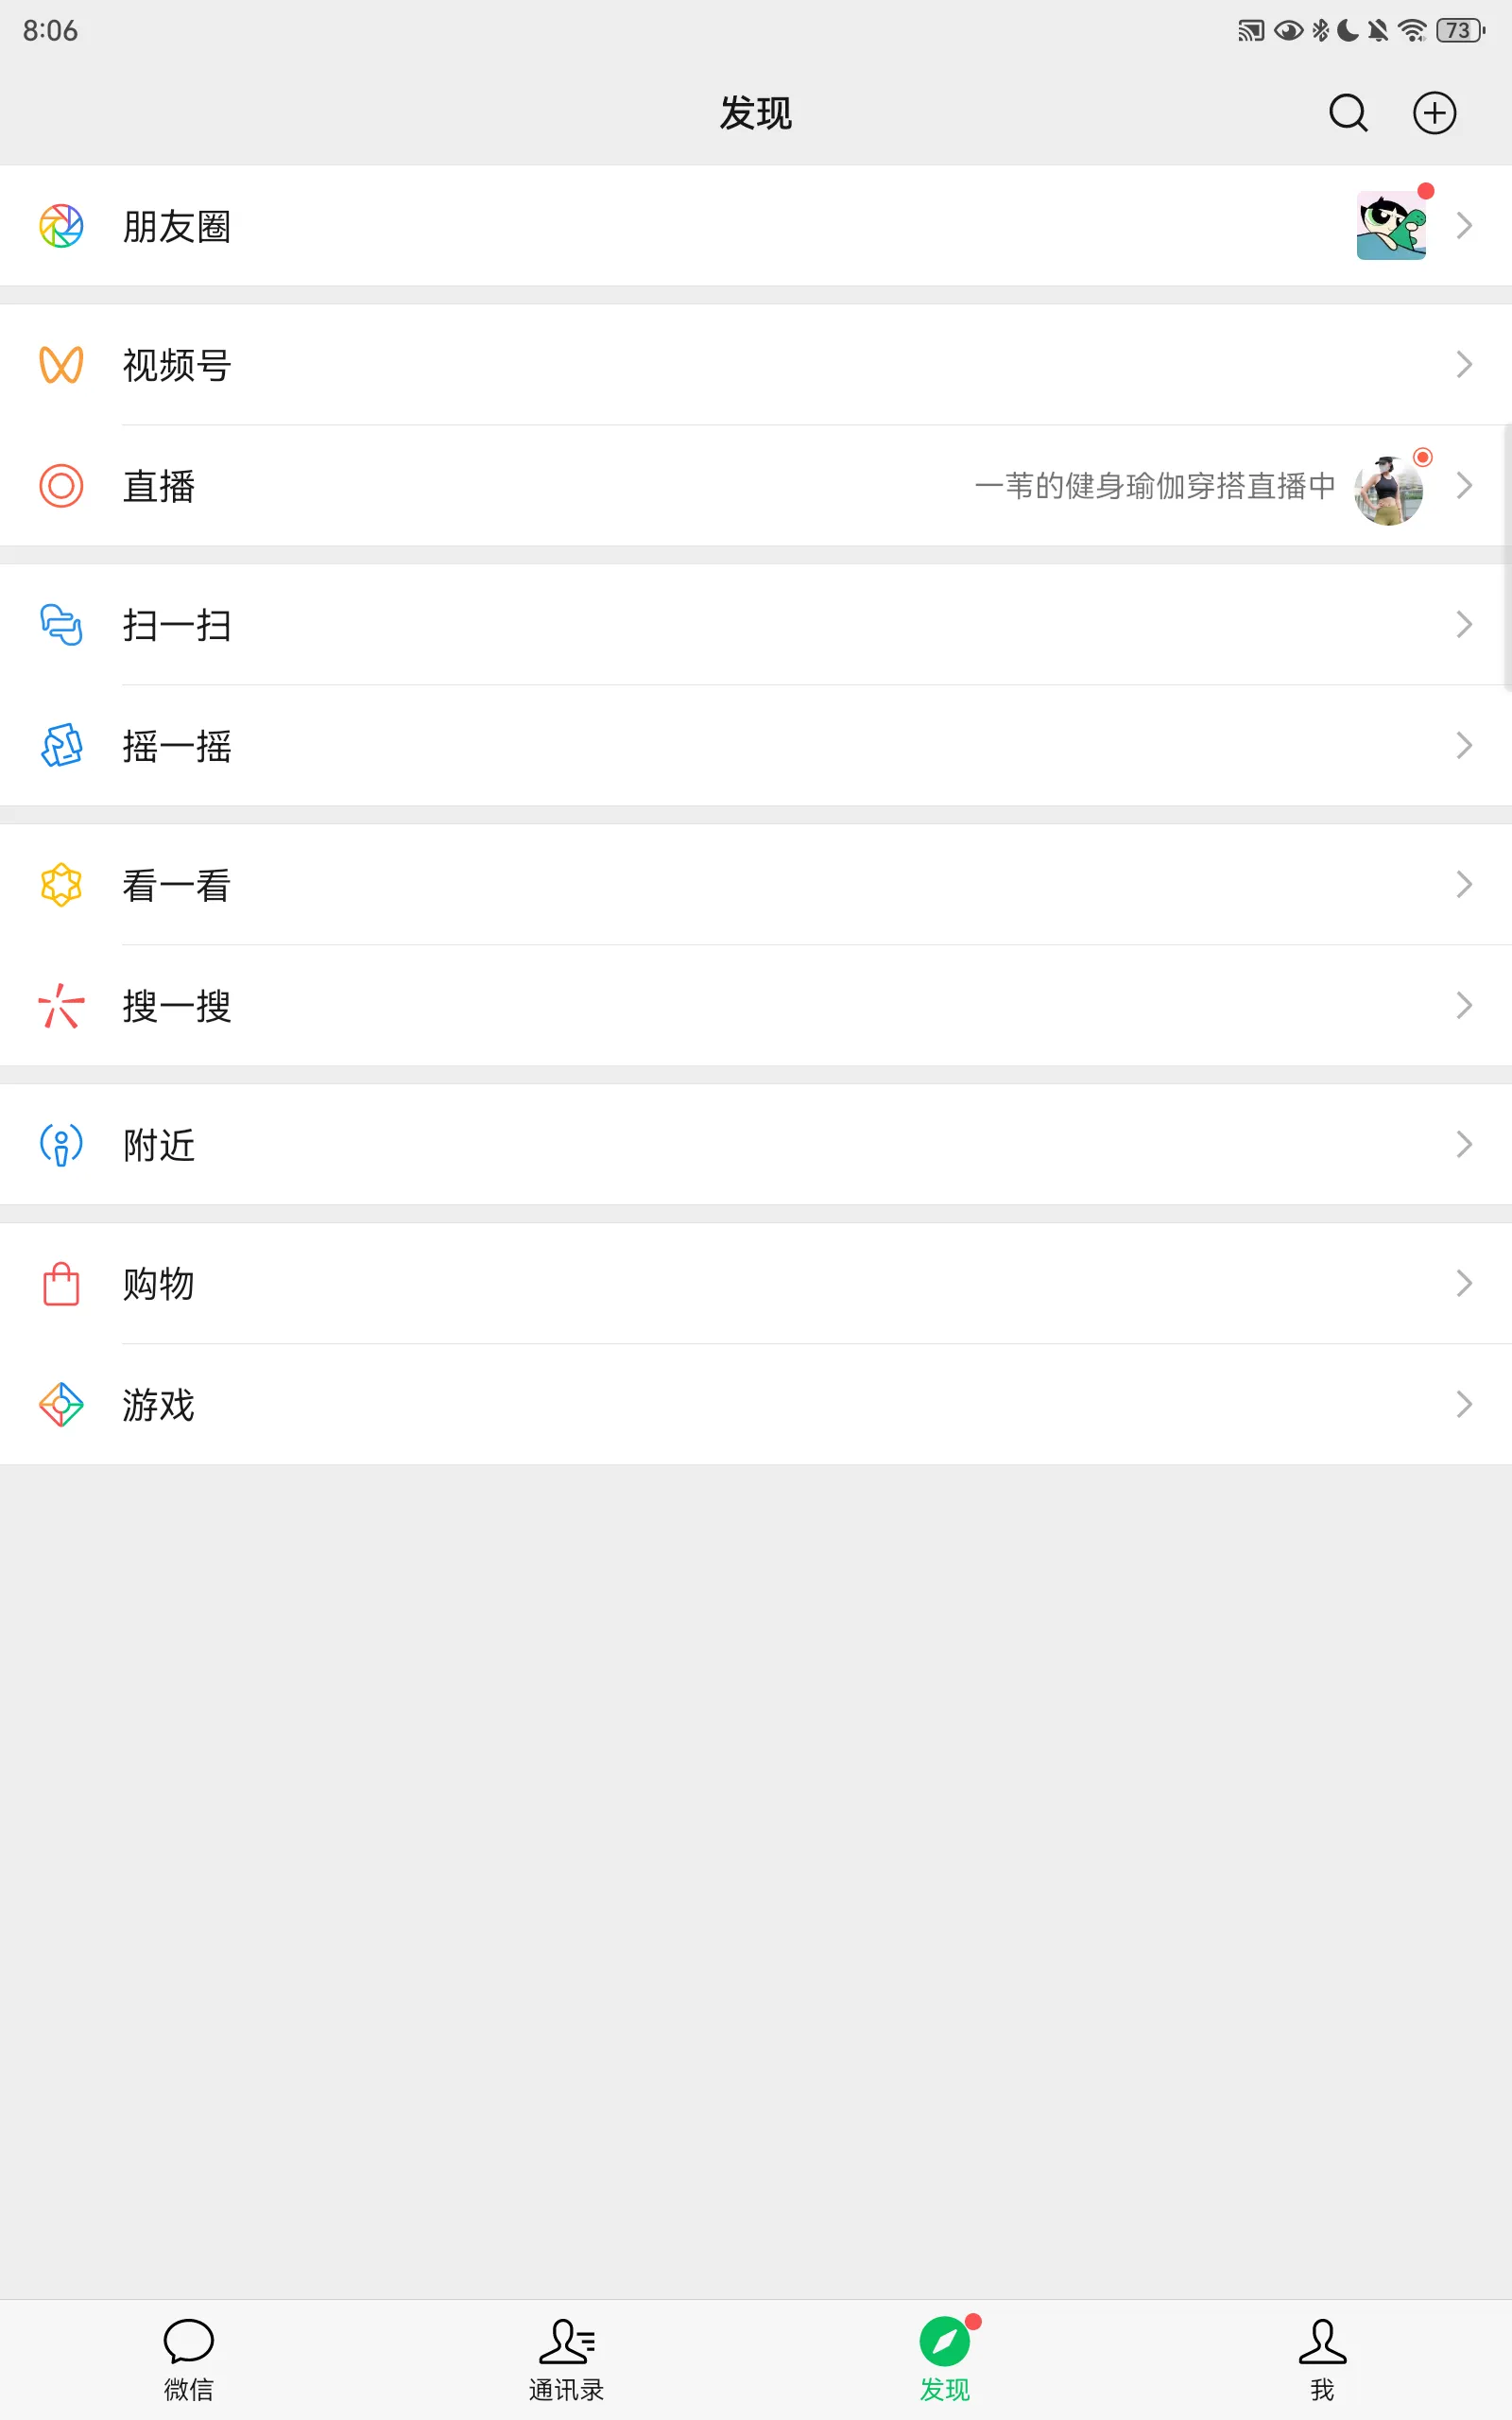 8:06
73
发现
朋友圈
视频号
直播 一苇的健身瑜伽穿搭直播中
扫一扫
摇一摇
看一看
搜一搜
附近
购物
游戏
微信 通讯录 发现 我